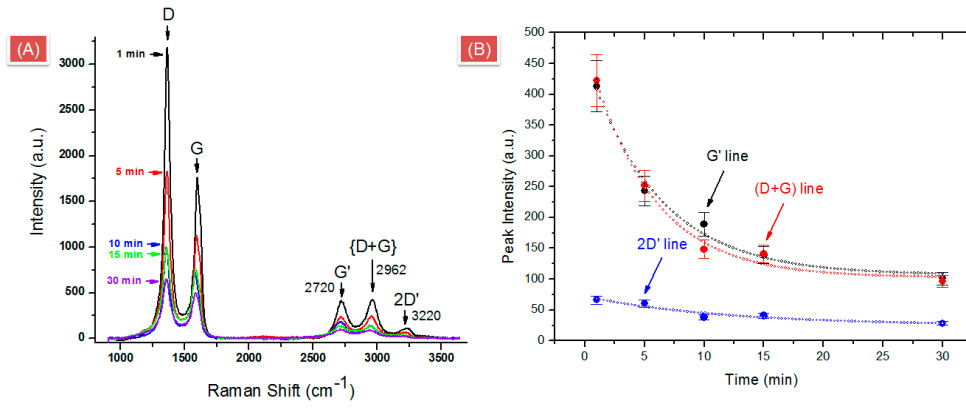 (A)
D
1 min
5 min
10 min
15 min
30 min
G
G'
{D+G}
2D'
2720
2962
3220
3000
2500
2000
1500
1000
500
0
Intensity (a.u.)
1000 1500 2000 2500 3000 3500
Raman Shift (cm⁻¹)
(B)
500
450
400
350
300
250
200
150
100
50
0
Peak Intensity (a.u.)
G' line
(D+G) line
2D' line
0 5 10 15 20 25 30
Time (min)